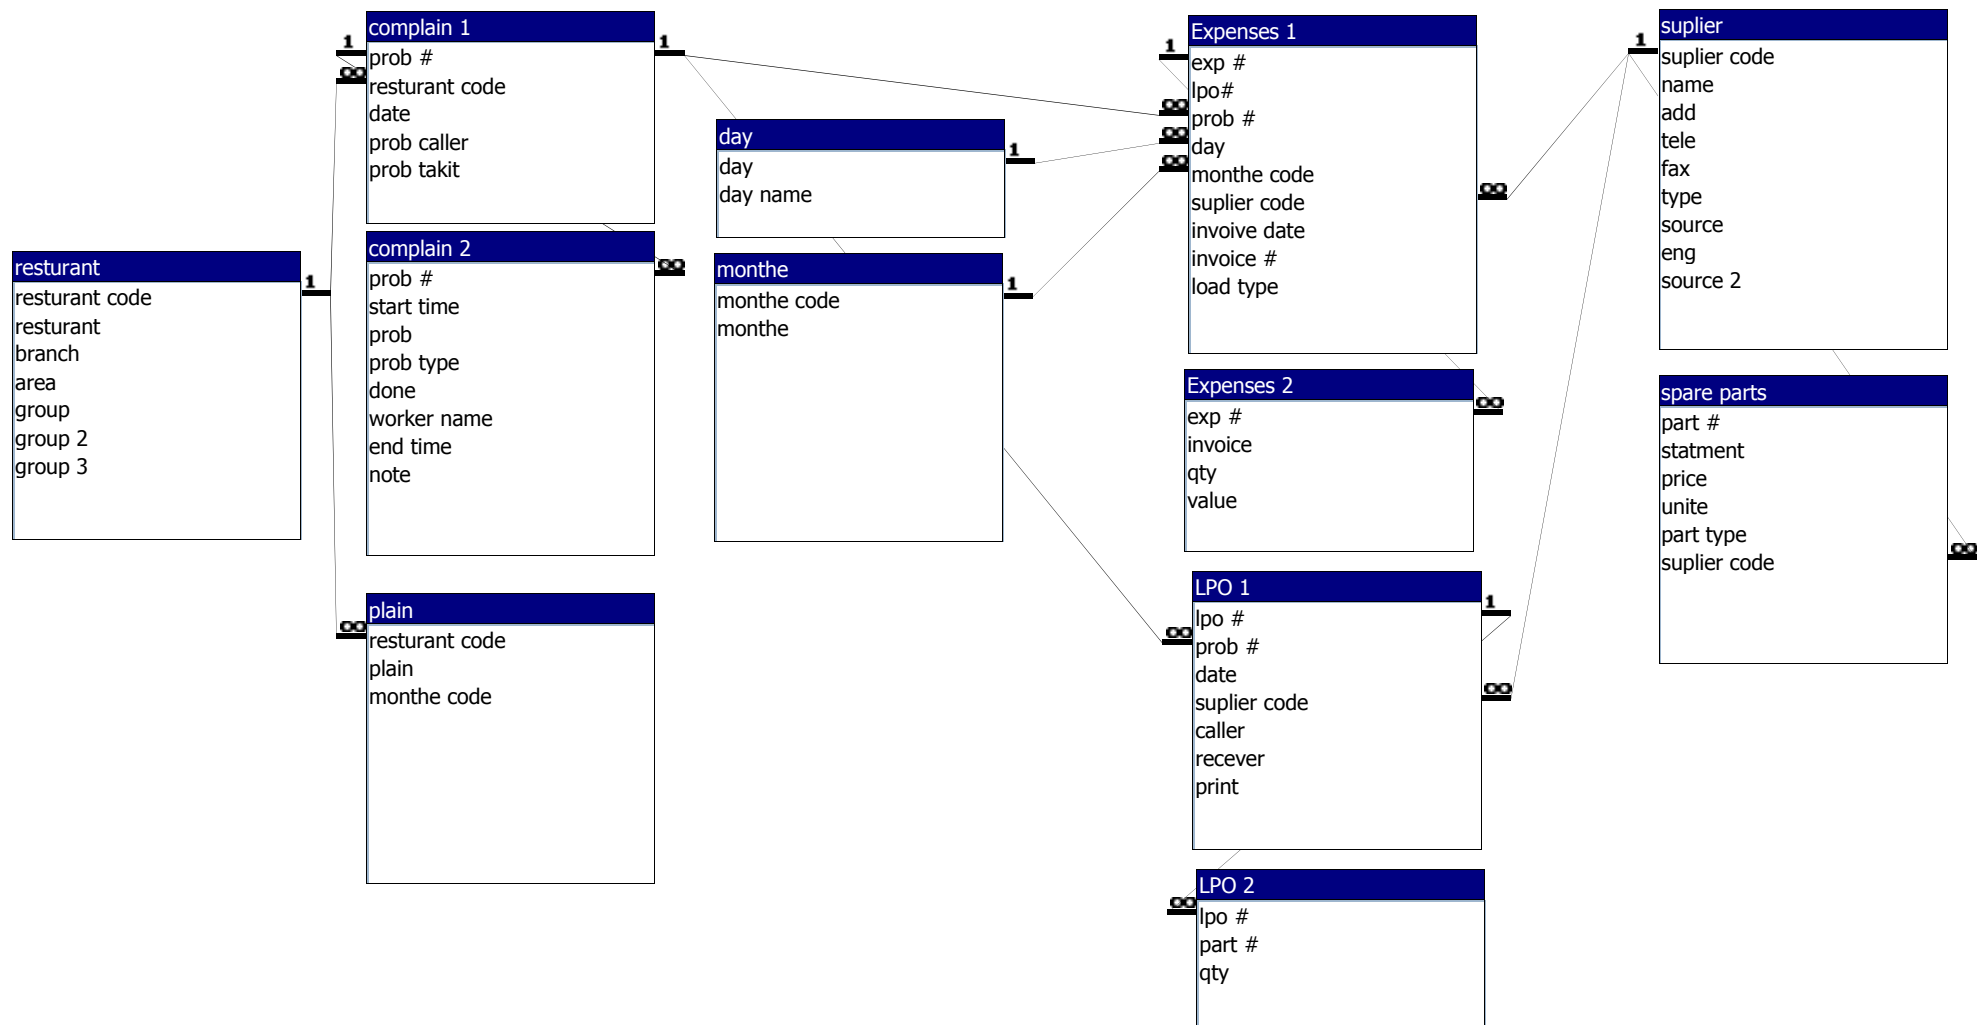 resturant
resturant code
resturant
branch
area
group
group 2
group 3
1
complain 1
prob #
resturant code
date
prob caller
prob takit
1
∞
1
complain 2
prob #
start time
prob
prob type
done
worker name
end time
note
∞
plain
resturant code
plain
monthe code
∞
day
day
day name
1
monthe
monthe code
monthe
1
Expenses 1
exp #
lpo#
prob #
day
monthe code
suplier code
invoive date
invoice #
load type
1
∞
∞
∞
∞
Expenses 2
exp #
invoice
qty
value
∞
LPO 1
lpo #
prob #
date
suplier code
caller
recever
print
1
∞
∞
LPO 2
lpo #
part #
qty
∞
suplier
suplier code
name
add
tele
fax
type
source
eng
source 2
1
spare parts
part #
statment
price
unite
part type
suplier code
∞